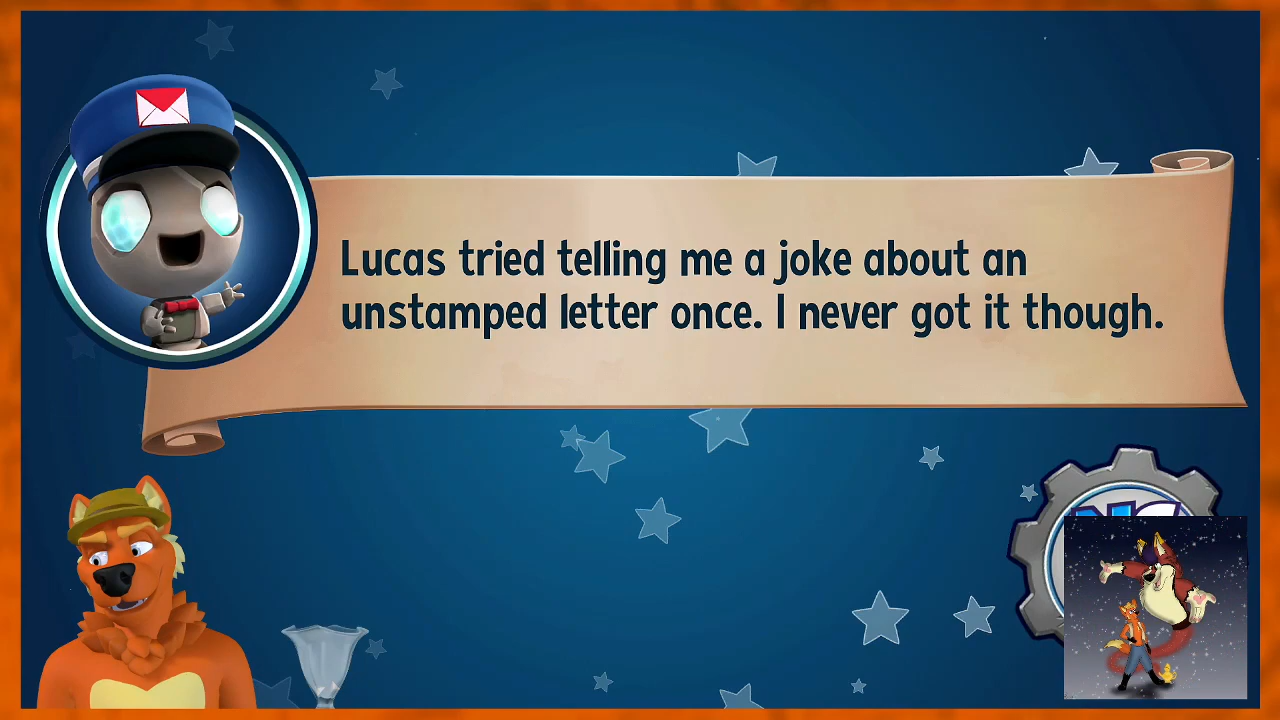 Lucas tried telling me a joke about an
unstamped letter once. I never got it though.